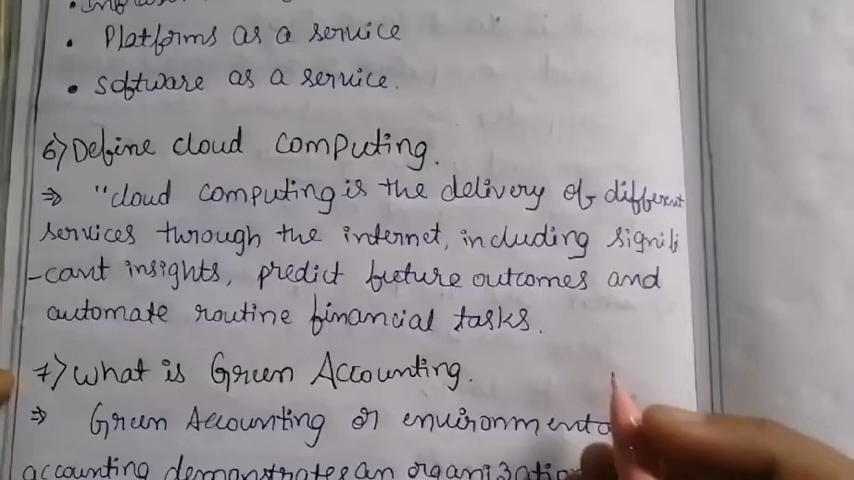 • Platforms as a service
• Software as a service.
6) Define cloud computing.
⇒ "cloud computing is the delivery of different
services through the internet, including signifi
-cant insights, predict future outcomes and
automate routine financial tasks.
7) What is Green Accounting.
⇒ Green Accounting or environmenta
accounting demonstrates an organizatio